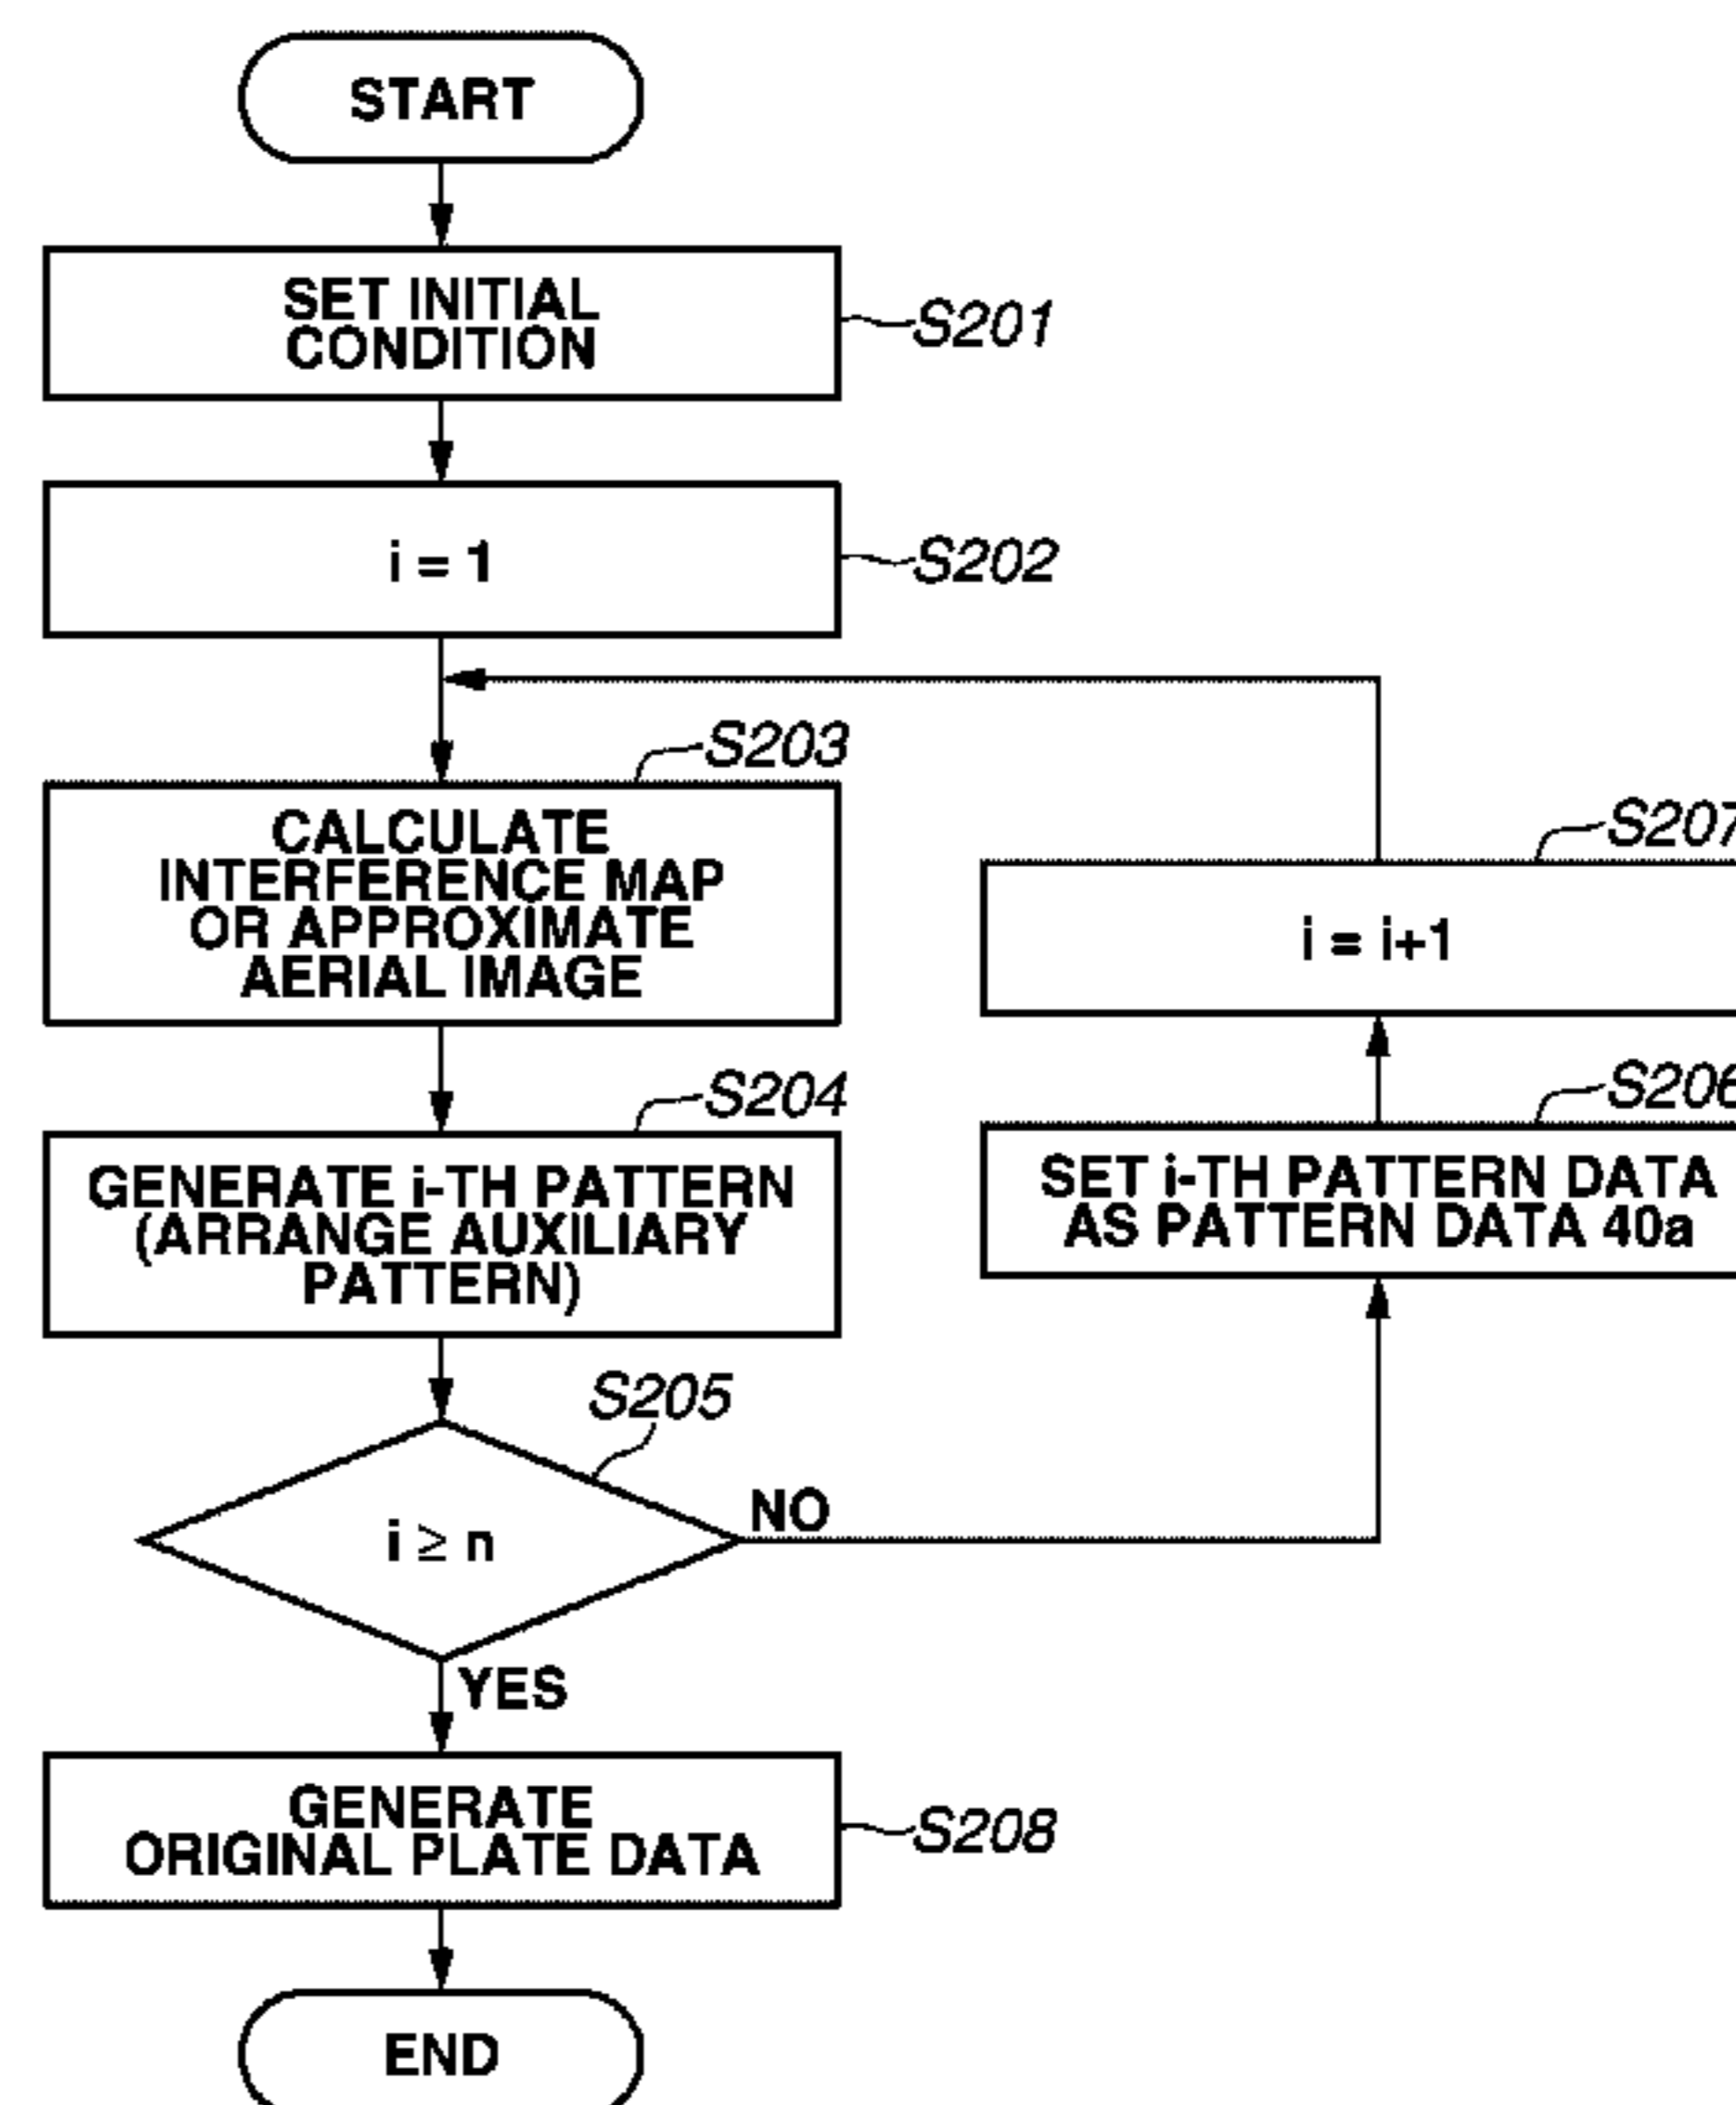 START
SET INITIAL
CONDITION
S201
i = 1
S202
S203
CALCULATE
INTERFERENCE MAP
OR APPROXIMATE
AERIAL IMAGE
S207
i = i+1
S204
GENERATE i-TH PATTERN
(ARRANGE AUXILIARY
PATTERN)
S206
SET i-TH PATTERN DATA
AS PATTERN DATA 40a
S205
i ≥ n
NO
YES
GENERATE
ORIGINAL PLATE DATA
S208
END